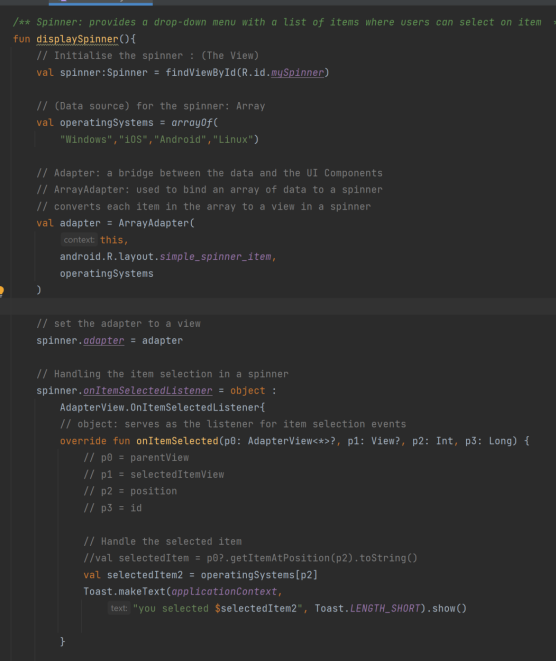 /** Spinner: provides a drop-down menu with a list of items where users can select on item
fun displaySpinner(){
// Initialise the spinner : (The View)
val spinner:Spinner = findViewById(R.id.mySpinner)
// (Data source) for the spinner: Array
val operatingSystems = arrayOf(
"Windows","iOS","Android","Linux")
// Adapter: a bridge between the data and the UI Components
// ArrayAdapter: used to bind an array of data to a spinner
// converts each item in the array to a view in a spinner
val adapter = ArrayAdapter(
context: this,
android.R.layout.simple_spinner_item,
operatingSystems
)
// set the adapter to a view
spinner.adapter = adapter
// Handling the item selection in a spinner
spinner.onItemSelectedListener = object :
AdapterView.OnItemSelectedListener{
// object: serves as the listener for item selection events
override fun onItemSelected(p0: AdapterView<*>?, p1: View?, p2: Int, p3: Long) {
// p0 = parentView
// p1 = selectedItemView
// p2 = position
// p3 = id
// Handle the selected item
//val selectedItem = p0?.getItemAtPosition(p2).toString()
val selectedItem2 = operatingSystems[p2]
Toast.makeText(applicationContext,
text: "you selected $selectedItem2", Toast.LENGTH_SHORT).show()
}